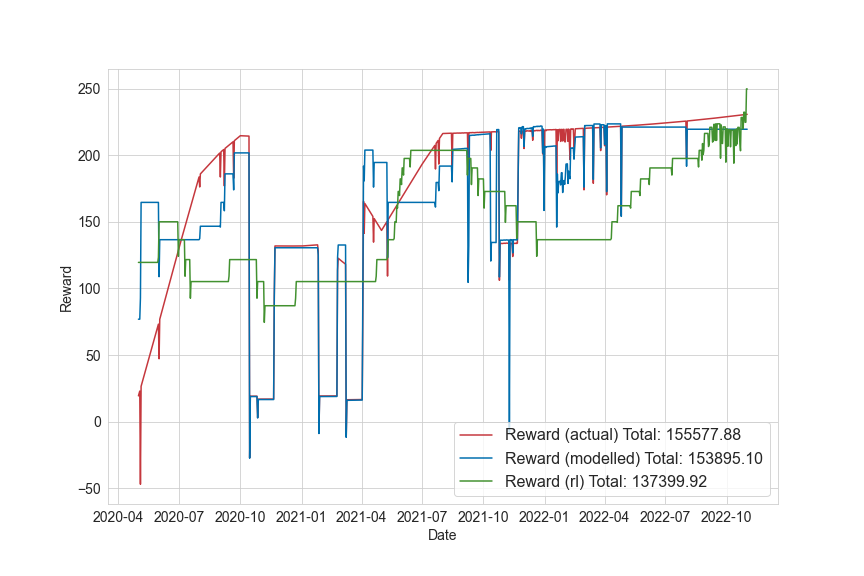 250
200
150
100
50
0
−50
Reward
Reward (actual) Total: 155577.88
Reward (modelled) Total: 153895.10
Reward (rl) Total: 137399.92
2020-04 2020-07 2020-10 2021-01 2021-04 2021-07 2021-10 2022-01 2022-04 2022-07 2022-10
Date